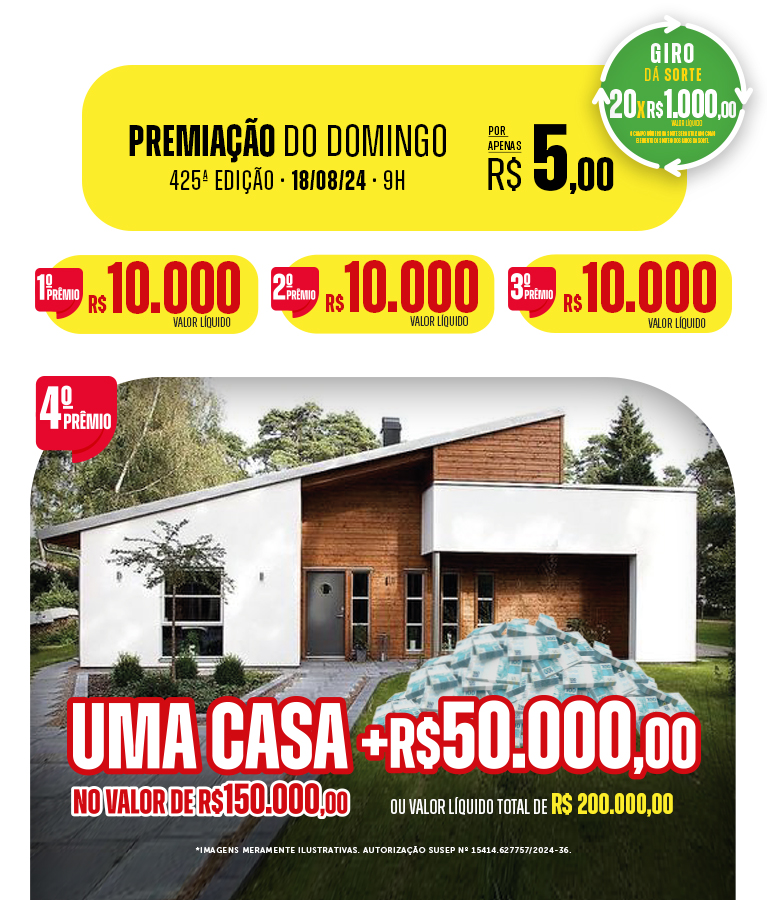 GIRO
DÁ SORTE
20XR$1.000,00
VALOR LÍQUIDO
PREMIAÇÃO DO DOMINGO
425ª EDIÇÃO · 18/08/24 · 9H
POR
APENAS
R$ 5,00
1º PRÊMIO
R$10.000
VALOR LÍQUIDO
2º PRÊMIO
R$10.000
VALOR LÍQUIDO
3º PRÊMIO
R$10.000
VALOR LÍQUIDO
4º PRÊMIO
UMA CASA +R$50.000,00
NO VALOR DE R$150.000,00
OU VALOR LÍQUIDO TOTAL DE R$ 200.000,00
*IMAGENS MERAMENTE ILUSTRATIVAS. AUTORIZAÇÃO SUSEP Nº 15414.627757/2024-36.